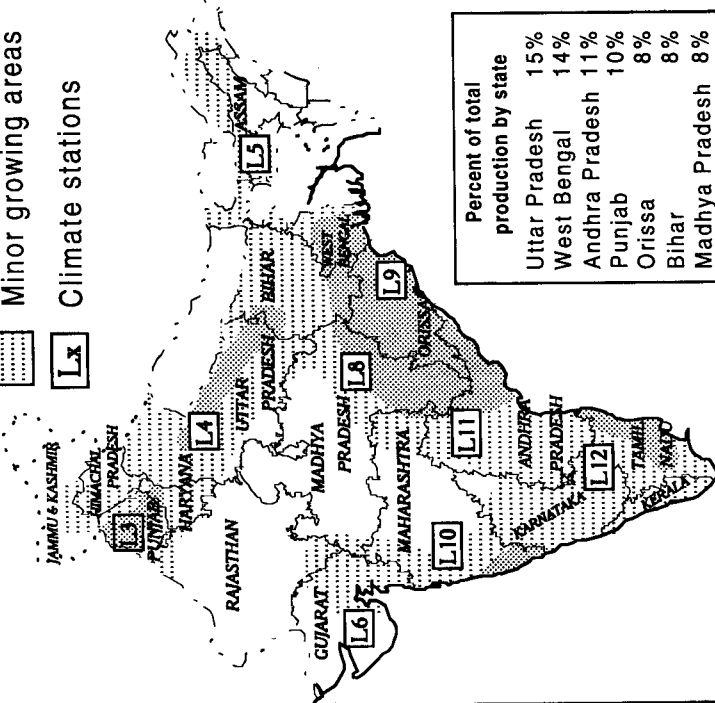 Minor growing areas
Lx Climate stations
JAMMU & KASHMIR
HIMACHAL
PRADESH
L3
PUNJAB
HARYANA
L4
RAJASTHAN
UTTAR
PRADESH
BIHAR
L5
ASSAM
WEST
BENGAL
GUJARAT
L6
MADHYA
PRADESH
L8
L9
ORISSA
MAHARASHTRA
L10
L11
ANDHRA
PRADESH
KARNATAKA
L12
TAMIL
NADU
KERALA
Percent of total
production by state
Uttar Pradesh 15%
West Bengal 14%
Andhra Pradesh 11%
Punjab 10%
Orissa 8%
Bihar 8%
Madhya Pradesh 8%